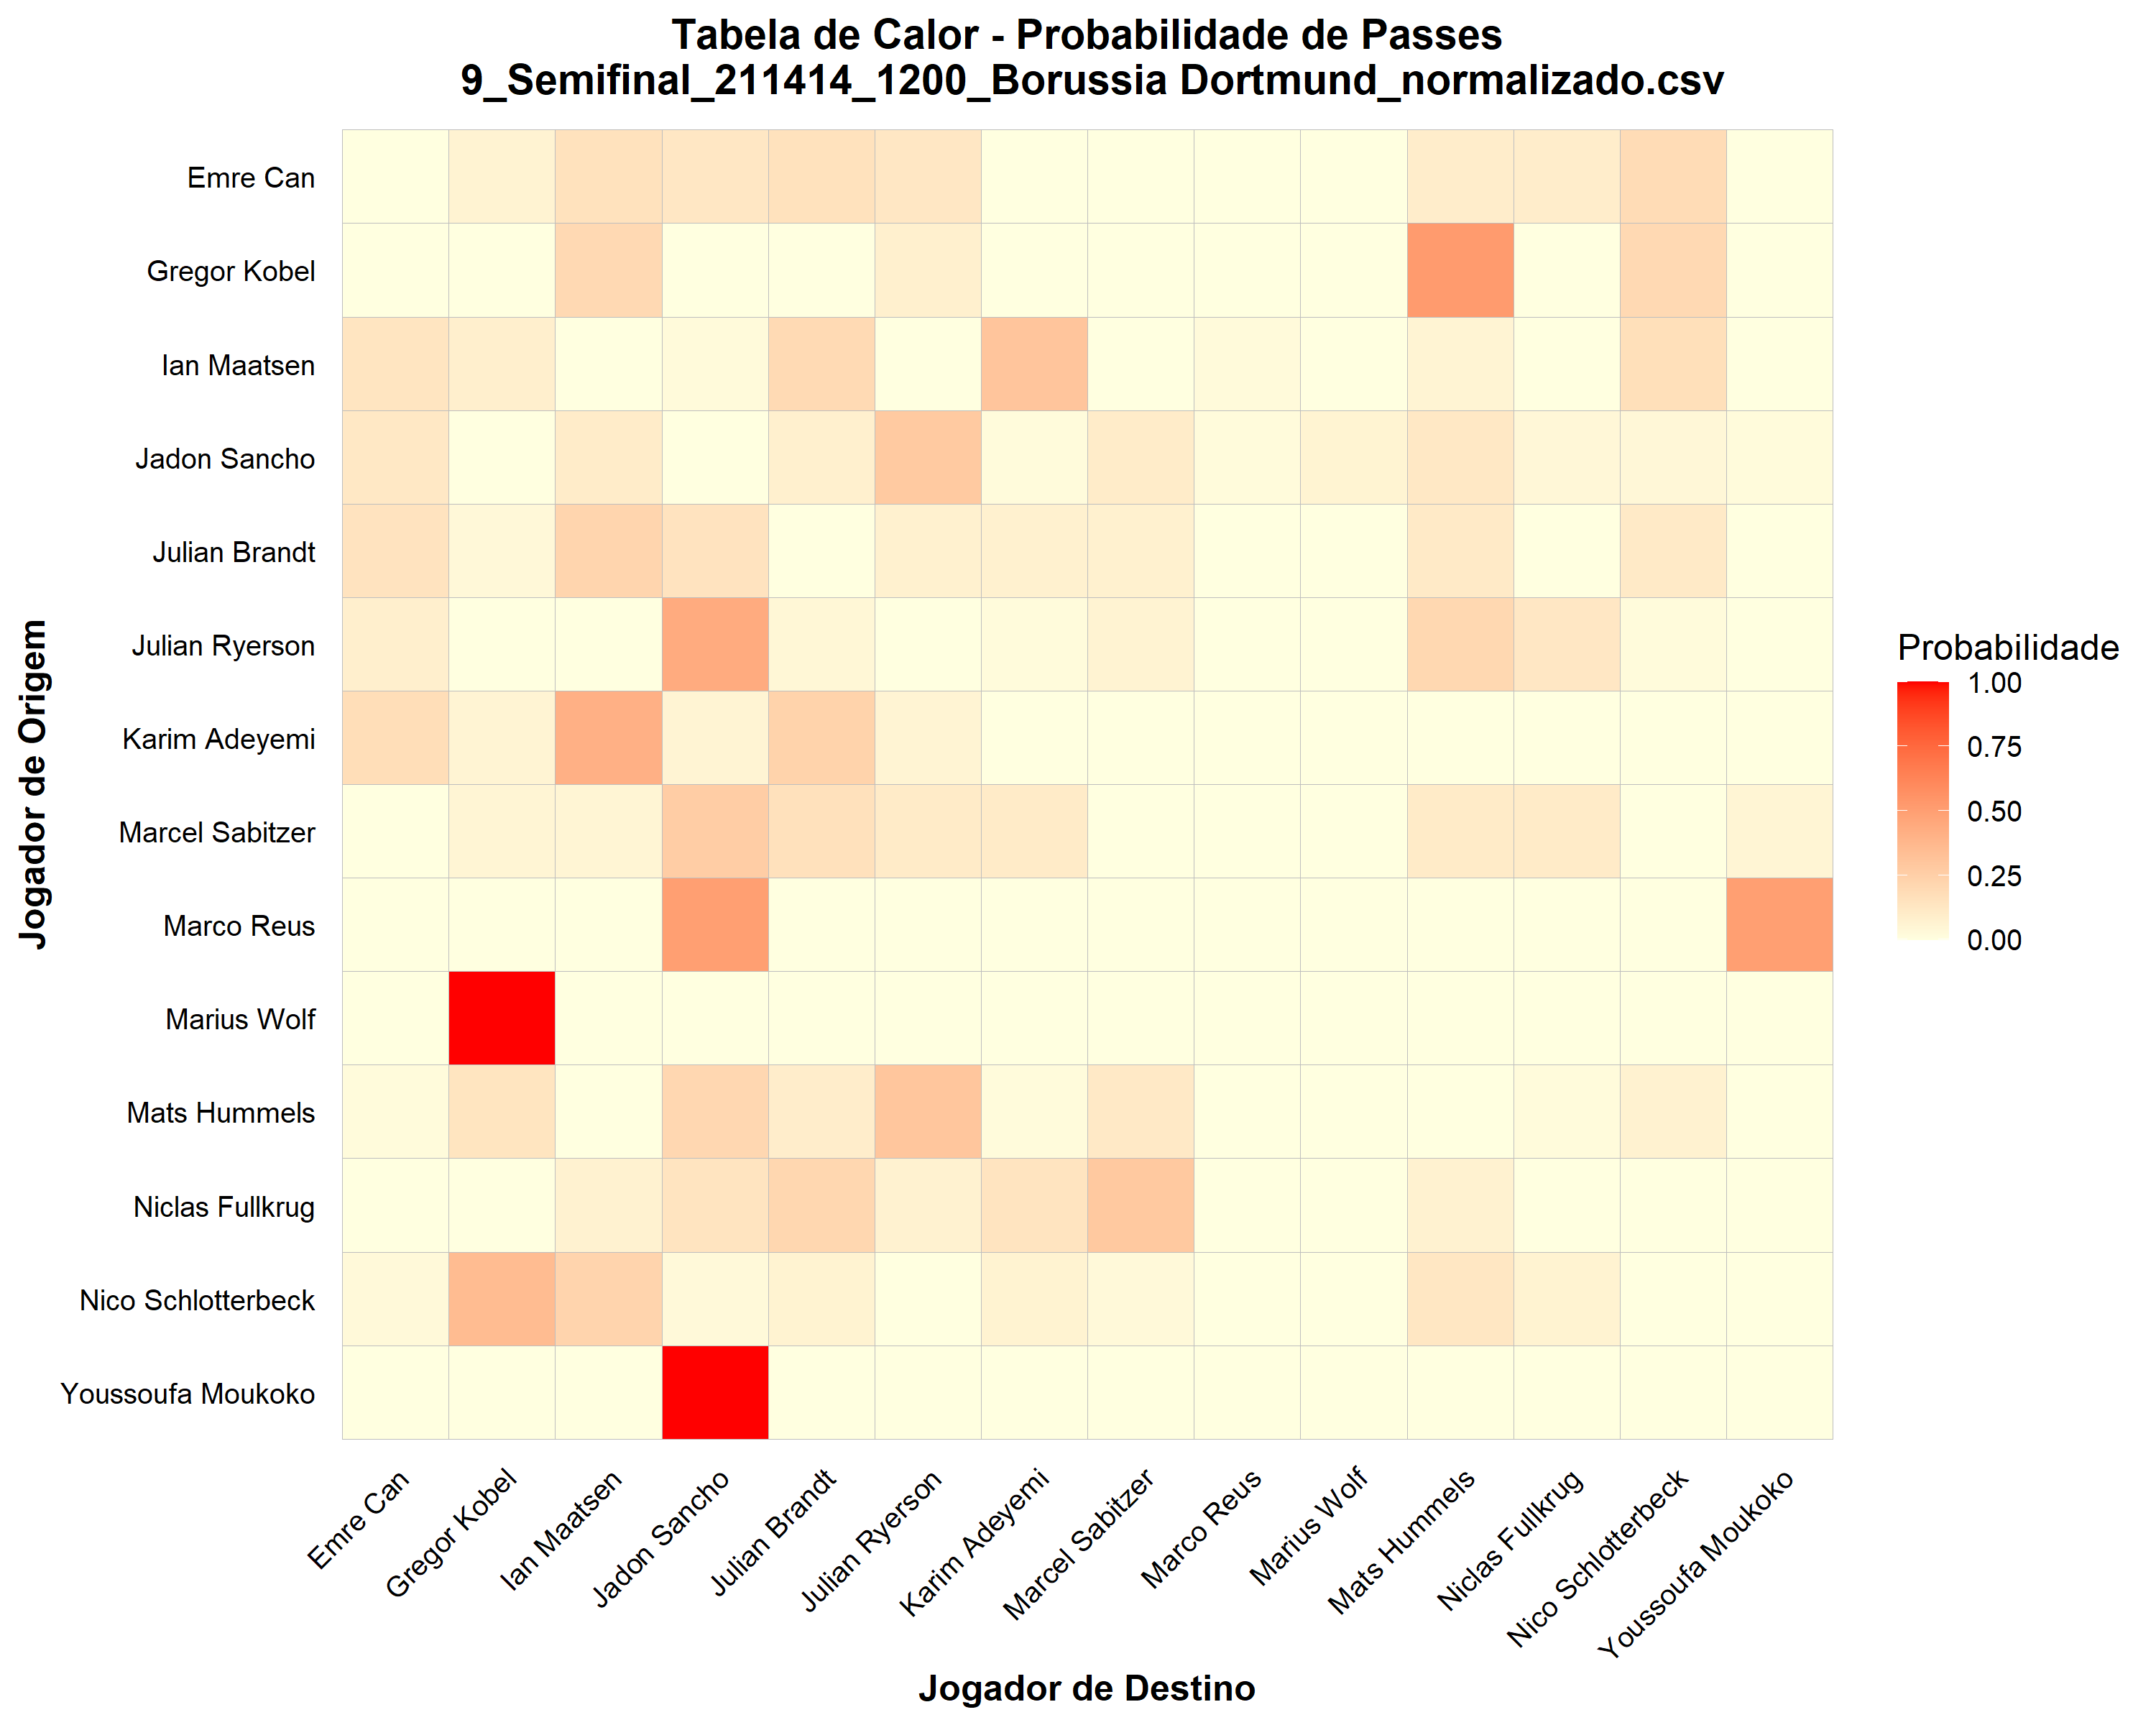 Tabela de Calor - Probabilidade de Passes
9_Semifinal_211414_1200_Borussia Dortmund_normalizado.csv
Jogador de Origem
Emre Can
Gregor Kobel
Ian Maatsen
Jadon Sancho
Julian Brandt
Julian Ryerson
Karim Adeyemi
Marcel Sabitzer
Marco Reus
Marius Wolf
Mats Hummels
Niclas Fullkrug
Nico Schlotterbeck
Youssoufa Moukoko
Emre Can
Gregor Kobel
Ian Maatsen
Jadon Sancho
Julian Brandt
Julian Ryerson
Karim Adeyemi
Marcel Sabitzer
Marco Reus
Marius Wolf
Mats Hummels
Niclas Fullkrug
Nico Schlotterbeck
Youssoufa Moukoko
Jogador de Destino
Probabilidade
1.00
0.75
0.50
0.25
0.00